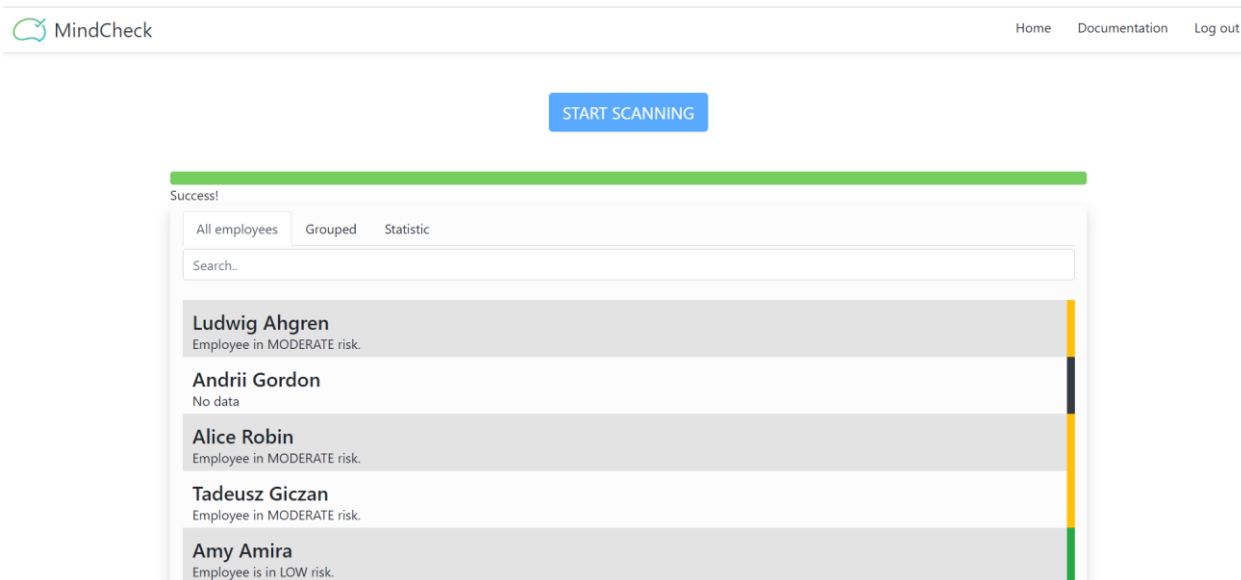 MindCheck
Home Documentation Log out
START SCANNING
Success!
All employees Grouped Statistic
Search..
Ludwig Ahgren
Employee in MODERATE risk.
Andrii Gordon
No data
Alice Robin
Employee in MODERATE risk.
Tadeusz Giczan
Employee in MODERATE risk.
Amy Amira
Employee is in LOW risk.